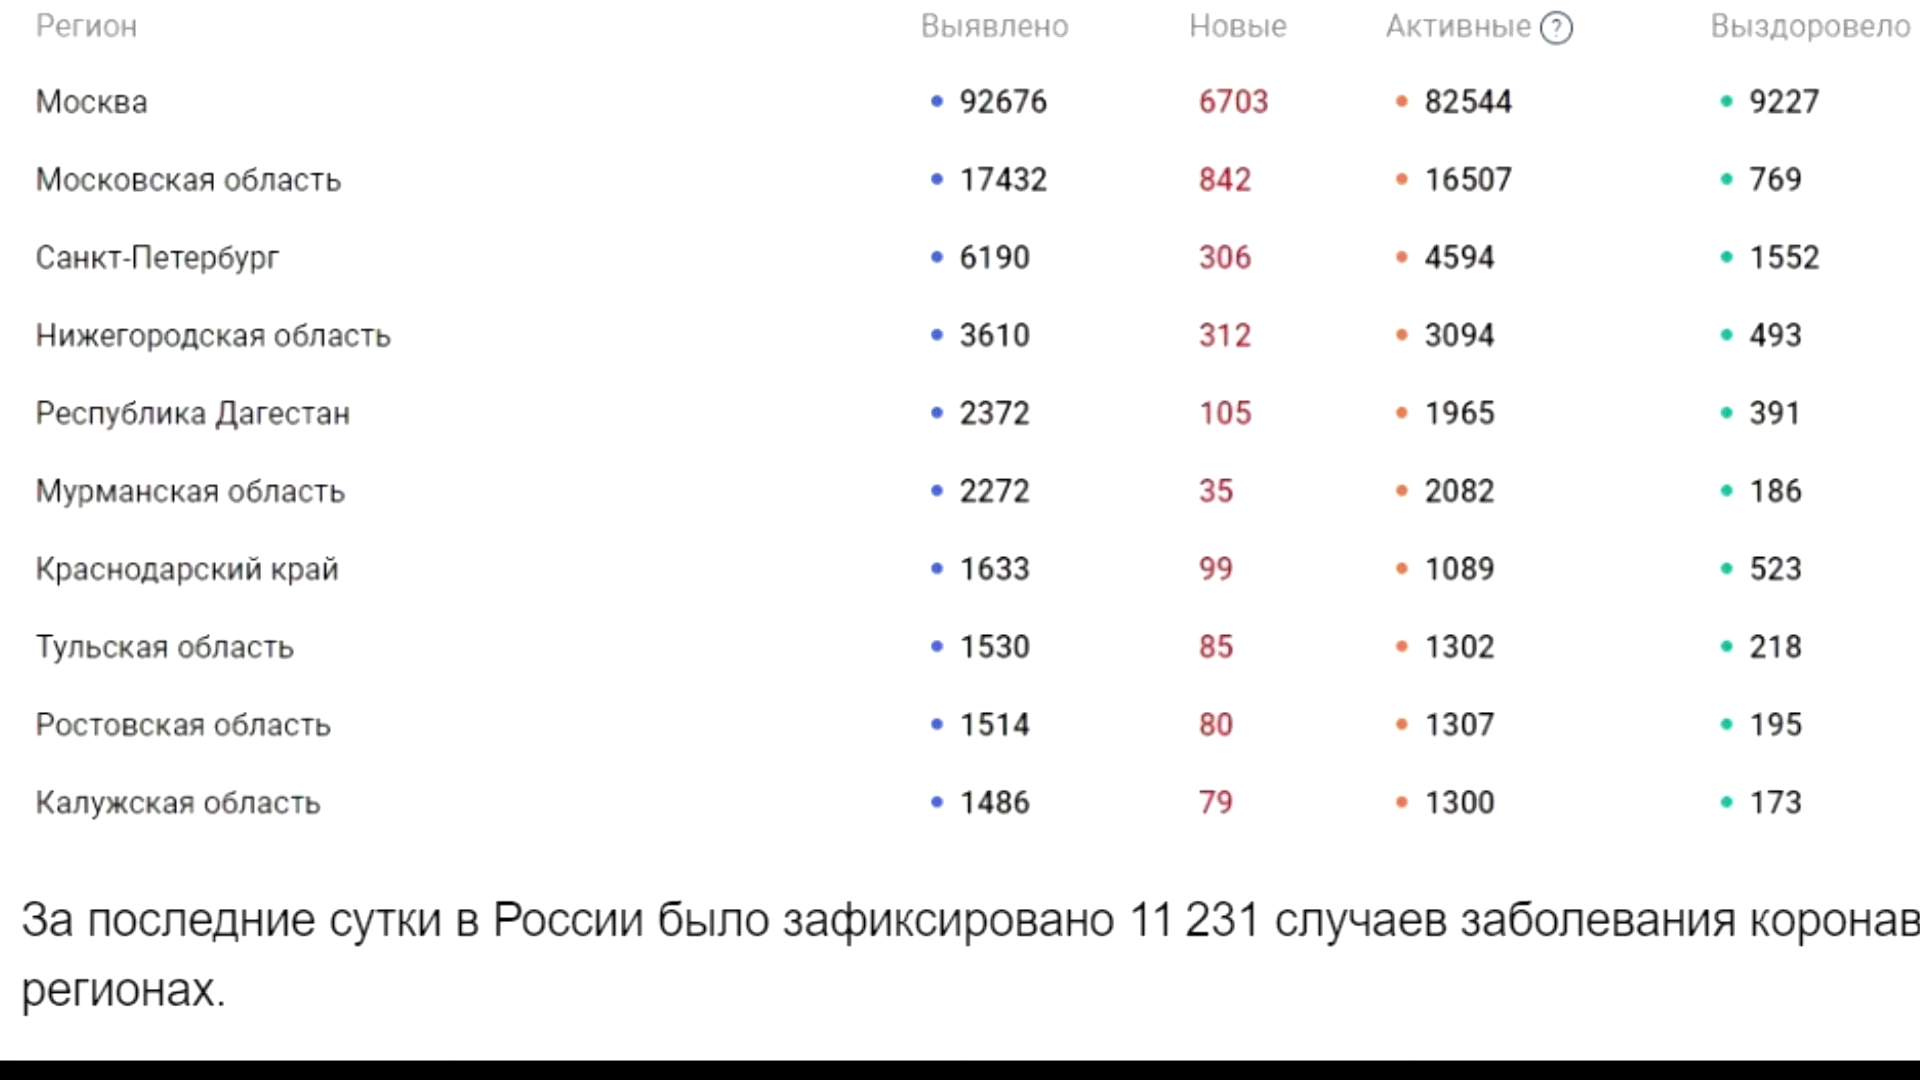 Регион Выявлено Новые Активные ? Выздоровело
Москва 92676 6703 82544 9227
Московская область 17432 842 16507 769
Санкт-Петербург 6190 306 4594 1552
Нижегородская область 3610 312 3094 493
Республика Дагестан 2372 105 1965 391
Мурманская область 2272 35 2082 186
Краснодарский край 1633 99 1089 523
Тульская область 1530 85 1302 218
Ростовская область 1514 80 1307 195
Калужская область 1486 79 1300 173
За последние сутки в России было зафиксировано 11 231 случаев заболевания
регионах.